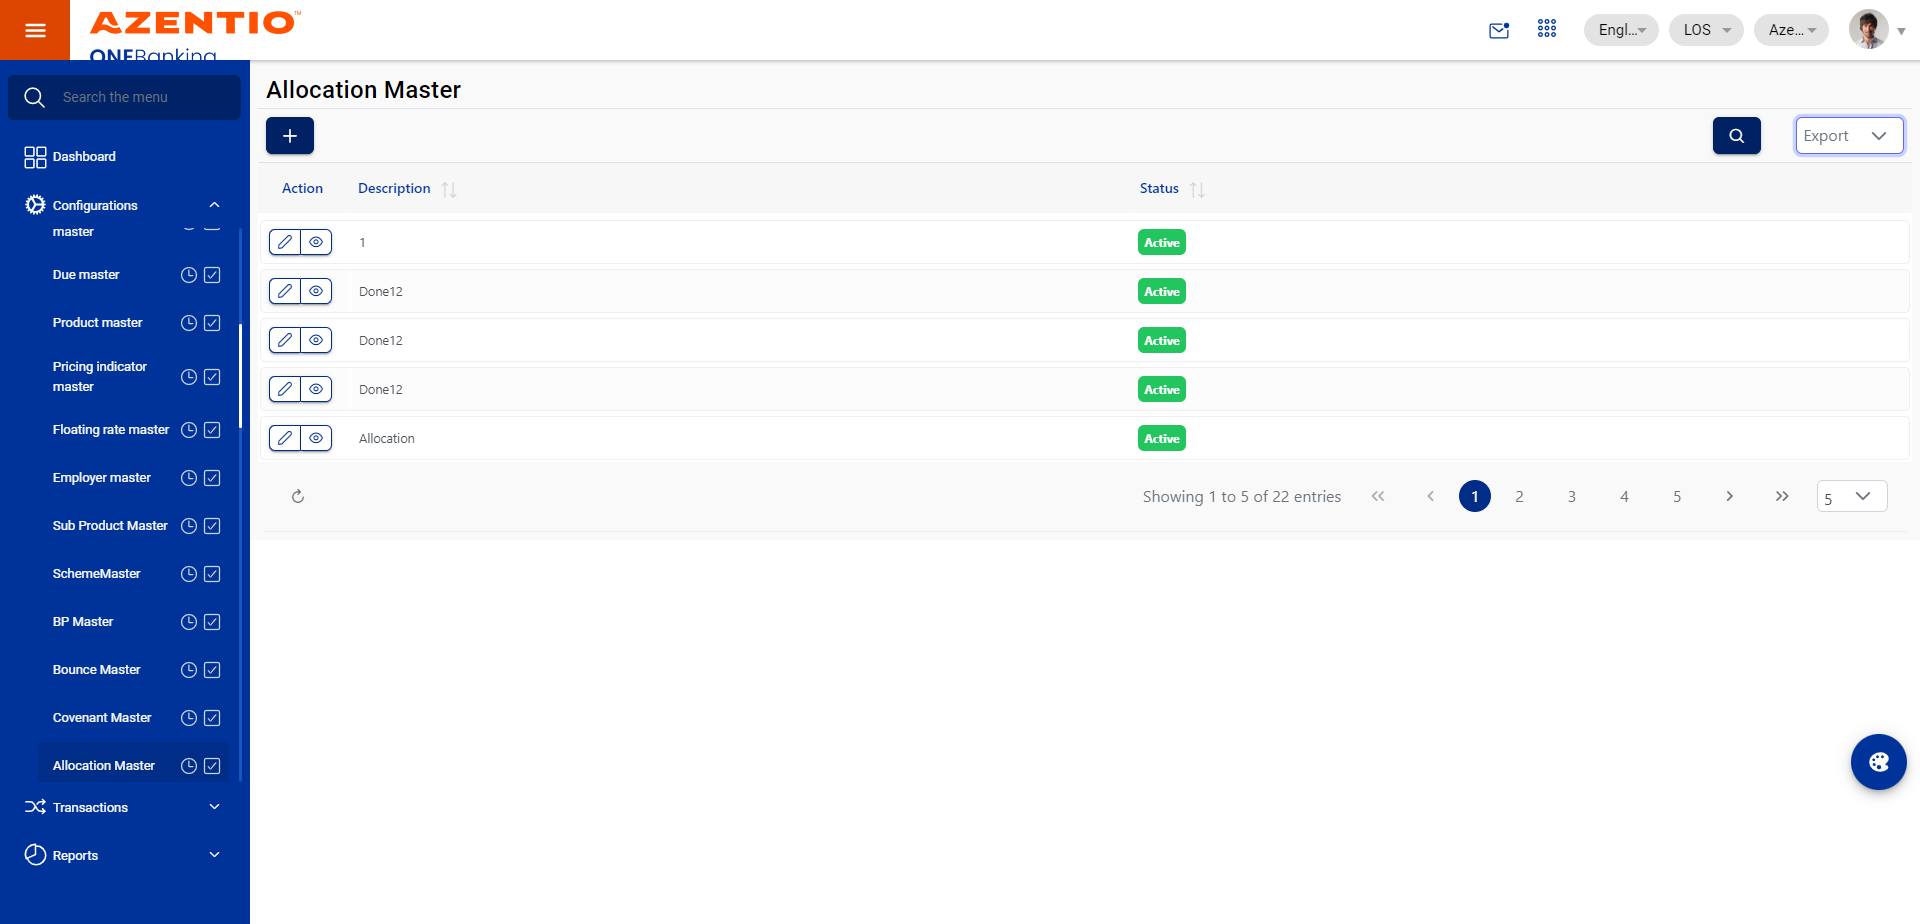 AZENTIO™
ONEBanking
Engl...
LOS
Aze...
Search the menu
Dashboard
Configurations
master
Due master
Product master
Pricing indicator
master
Floating rate master
Employer master
Sub Product Master
SchemeMaster
BP Master
Bounce Master
Covenant Master
Allocation Master
Transactions
Reports
Allocation Master
Export
Action Description Status
1 Active
Done12 Active
Done12 Active
Done12 Active
Allocation Active
Showing 1 to 5 of 22 entries 1 2 3 4 5 5